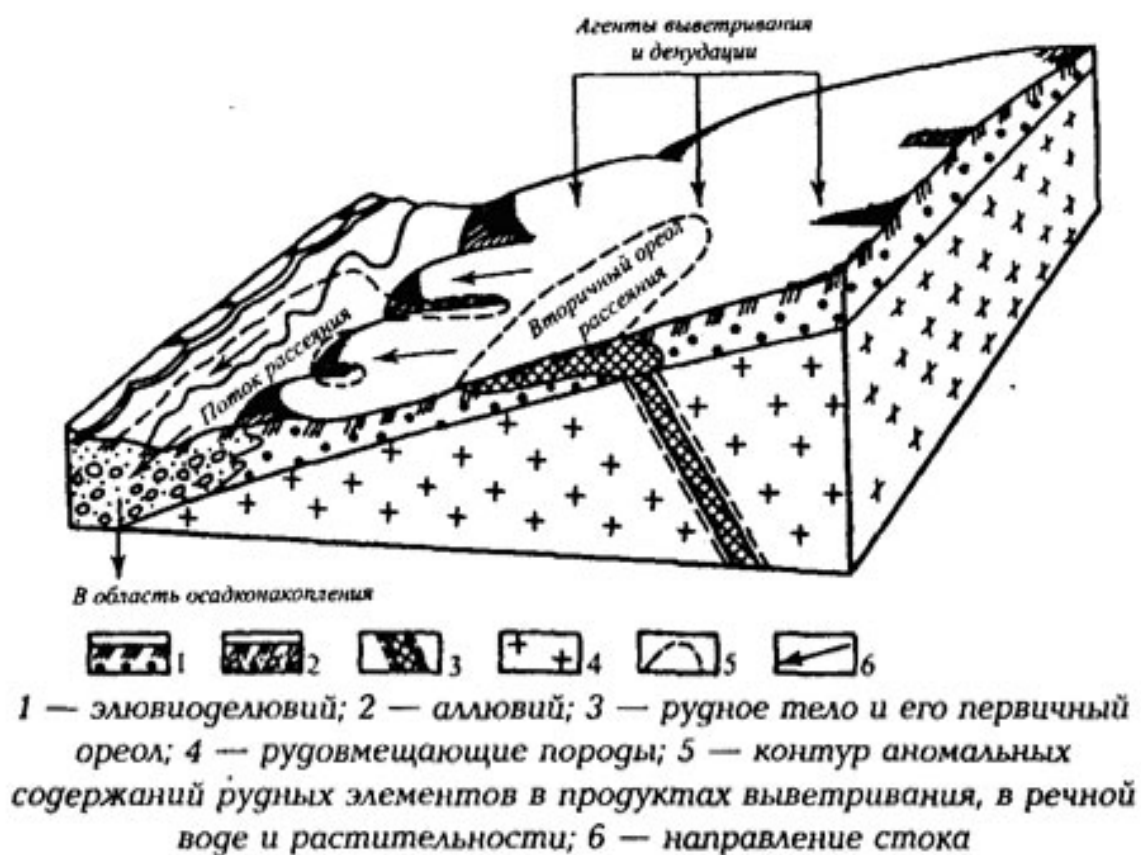 Агенты выветривания
и денудации
Вторичный ореол
рассеяния
Поток рассеяния
В область осадконакопления
1 2 3 4 5 6
1 — элювиоделювий; 2 — аллювий; 3 — рудное тело и его первичный
ореол; 4 — рудовмещающие породы; 5 — контур аномальных
содержаний рудных элементов в продуктах выветривания, в речной
воде и растительности; 6 — направление стока